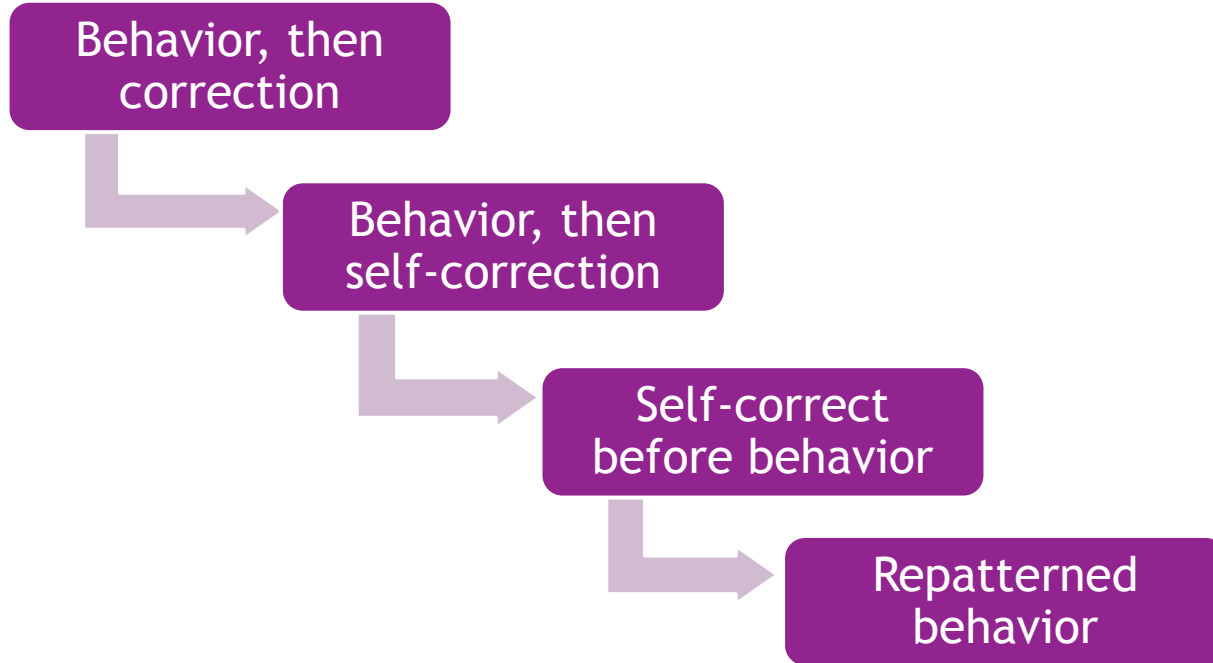 Behavior, then
correction
Behavior, then
self-correction
Self-correct
before behavior
Repatterned
behavior